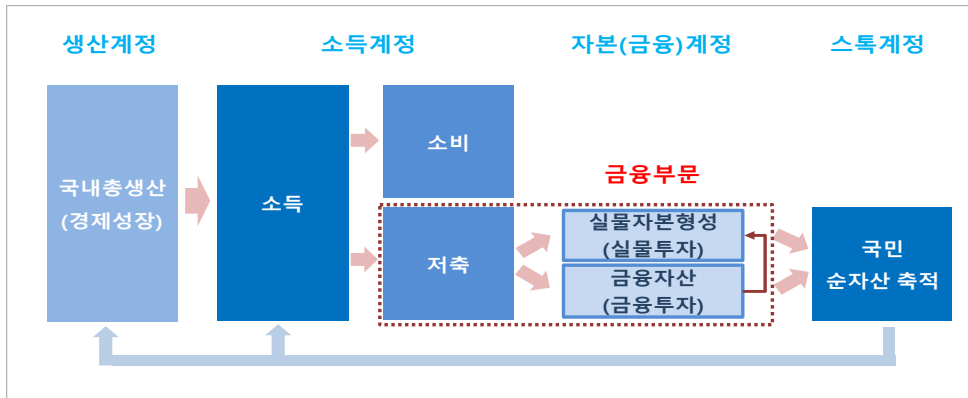 생산계정
소득계정
자본(금융)계정
스톡계정
국내총생산
(경제성장)
소득
소비
저축
금융부문
실물자본형성
(실물투자)
금융자산
(금융투자)
국민
순자산 축적